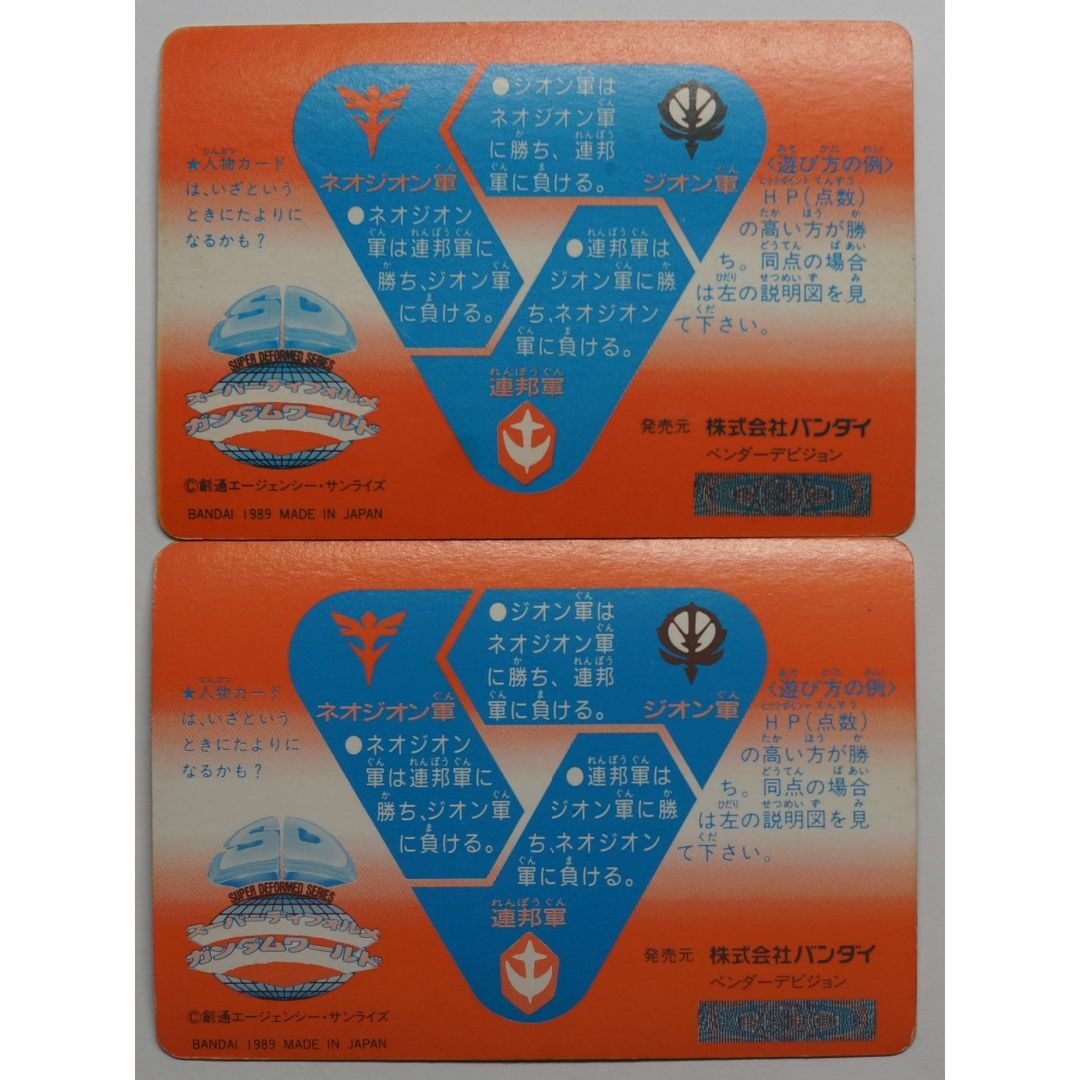 ★人物カード
は、いざという
ときにたよりに
なるかも?
SD
SUPER DEFORMED SERIES
スーパーディフォルメ
ガンダムワールド
©創通エージェンシー・サンライズ
BANDAI 1989 MADE IN JAPAN
ネオジオン軍
●ネオジオン
軍は連邦軍に
勝ち、ジオン軍
に負ける。
●ジオン軍は
ネオジオン軍
に勝ち、連邦
軍に負ける。
ジオン軍
●連邦軍は
ジオン軍に勝
ち、ネオジオン
軍に負ける。
連邦軍
〈遊び方の例〉
HP(点数)
の高い方が勝
ち。同点の場合
は左の説明図を見
て下さい。
発売元 株式会社バンダイ
ベンダーデビジョン
★人物カード
は、いざという
ときにたよりに
なるかも?
SD
SUPER DEFORMED SERIES
スーパーディフォルメ
ガンダムワールド
©創通エージェンシー・サンライズ
BANDAI 1989 MADE IN JAPAN
ネオジオン軍
●ネオジオン
軍は連邦軍に
勝ち、ジオン軍
に負ける。
●ジオン軍は
ネオジオン軍
に勝ち、連邦
軍に負ける。
ジオン軍
●連邦軍は
ジオン軍に勝
ち、ネオジオン
軍に負ける。
連邦軍
〈遊び方の例〉
HP(点数)
の高い方が勝
ち。同点の場合
は左の説明図を見
て下さい。
発売元 株式会社バンダイ
ベンダーデビジョン